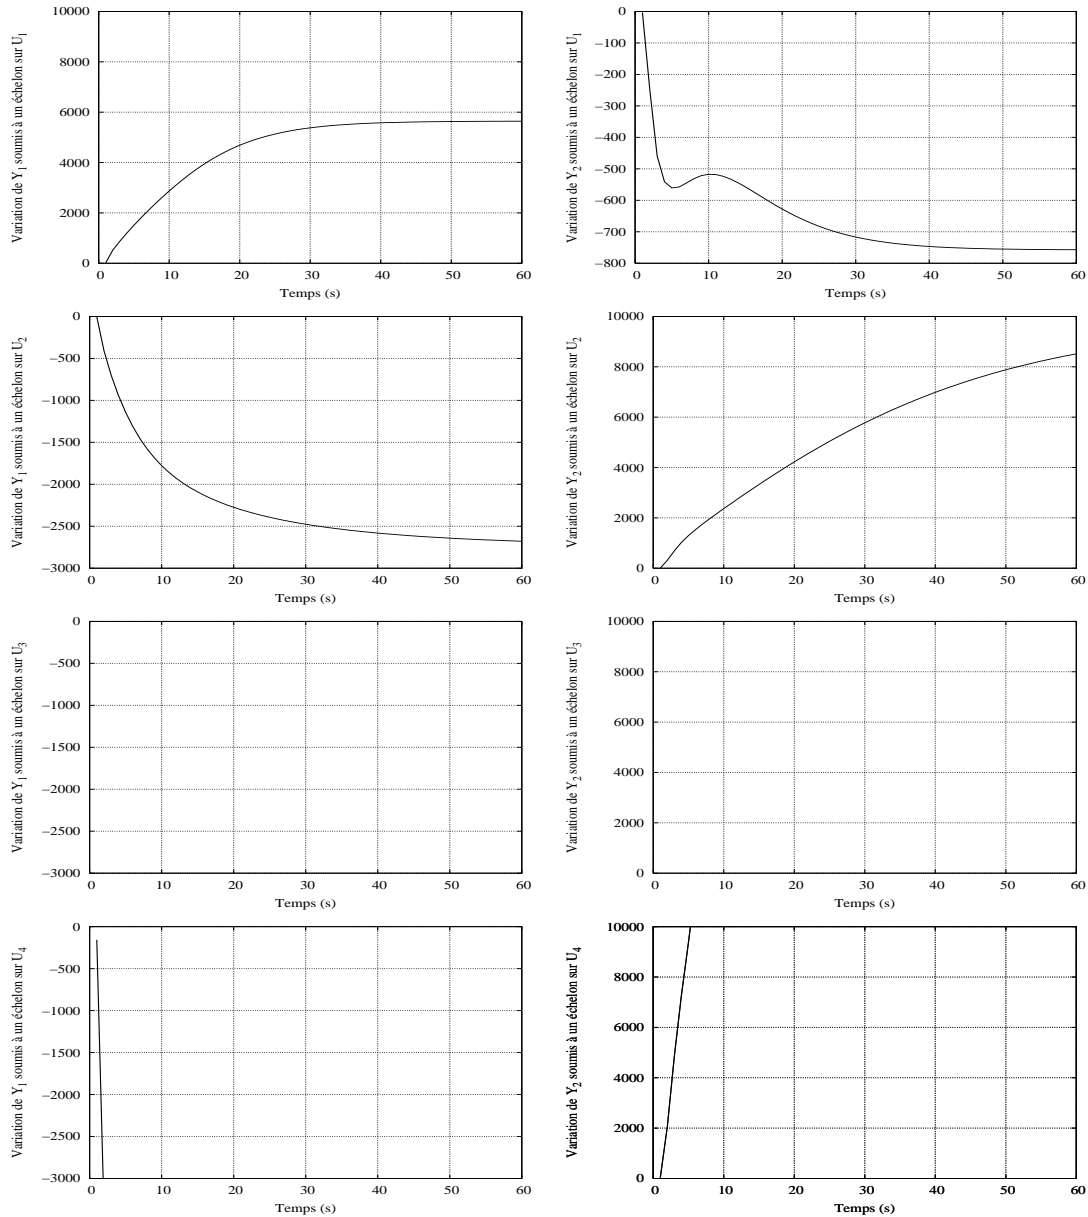 Variation de Y1 soumis à un échelon sur U1
10000
8000
6000
4000
2000
0
0 10 20 30 40 50 60
Temps (s)
Variation de Y2 soumis à un échelon sur U1
0
−100
−200
−300
−400
−500
−600
−700
−800
0 10 20 30 40 50 60
Temps (s)
Variation de Y1 soumis à un échelon sur U2
0
−500
−1000
−1500
−2000
−2500
−3000
0 10 20 30 40 50 60
Temps (s)
Variation de Y2 soumis à un échelon sur U2
10000
8000
6000
4000
2000
0
0 10 20 30 40 50 60
Temps (s)
Variation de Y1 soumis à un échelon sur U3
0
−500
−1000
−1500
−2000
−2500
−3000
0 10 20 30 40 50 60
Temps (s)
Variation de Y2 soumis à un échelon sur U3
10000
8000
6000
4000
2000
0
0 10 20 30 40 50 60
Temps (s)
Variation de Y1 soumis à un échelon sur U4
0
−500
−1000
−1500
−2000
−2500
−3000
0 10 20 30 40 50 60
Temps (s)
Variation de Y2 soumis à un échelon sur U4
10000
8000
6000
4000
2000
0
0 10 20 30 40 50 60
Temps (s)